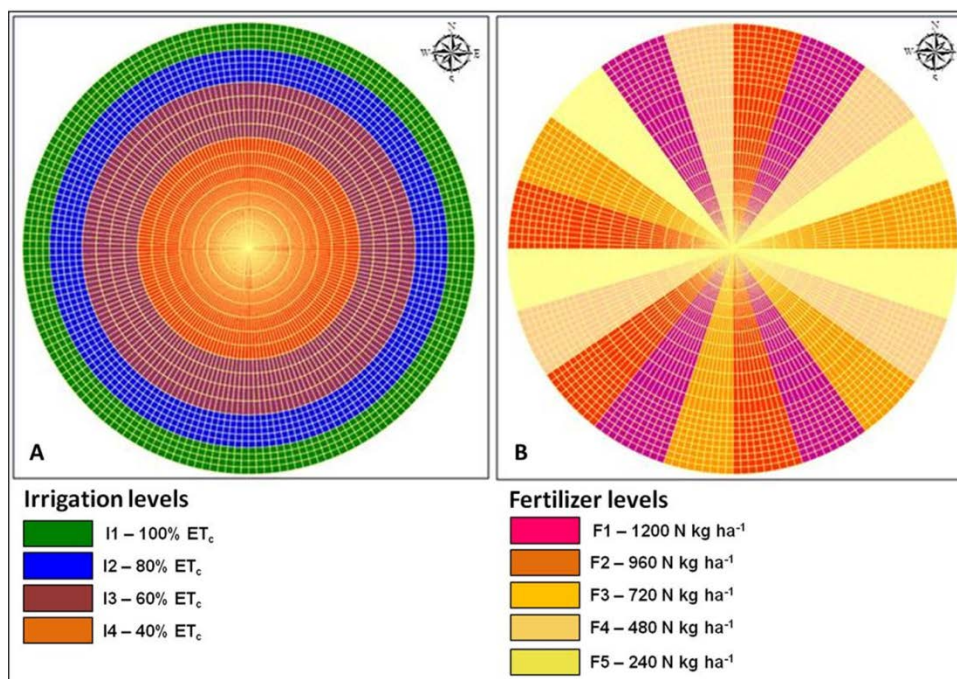 N
W
S
N
W
S
A
B
Irrigation levels
I1 – 100% ETc
I2 – 80% ETc
I3 – 60% ETc
I4 – 40% ETc
Fertilizer levels
F1 – 1200 N kg ha⁻¹
F2 – 960 N kg ha⁻¹
F3 – 720 N kg ha⁻¹
F4 – 480 N kg ha⁻¹
F5 – 240 N kg ha⁻¹